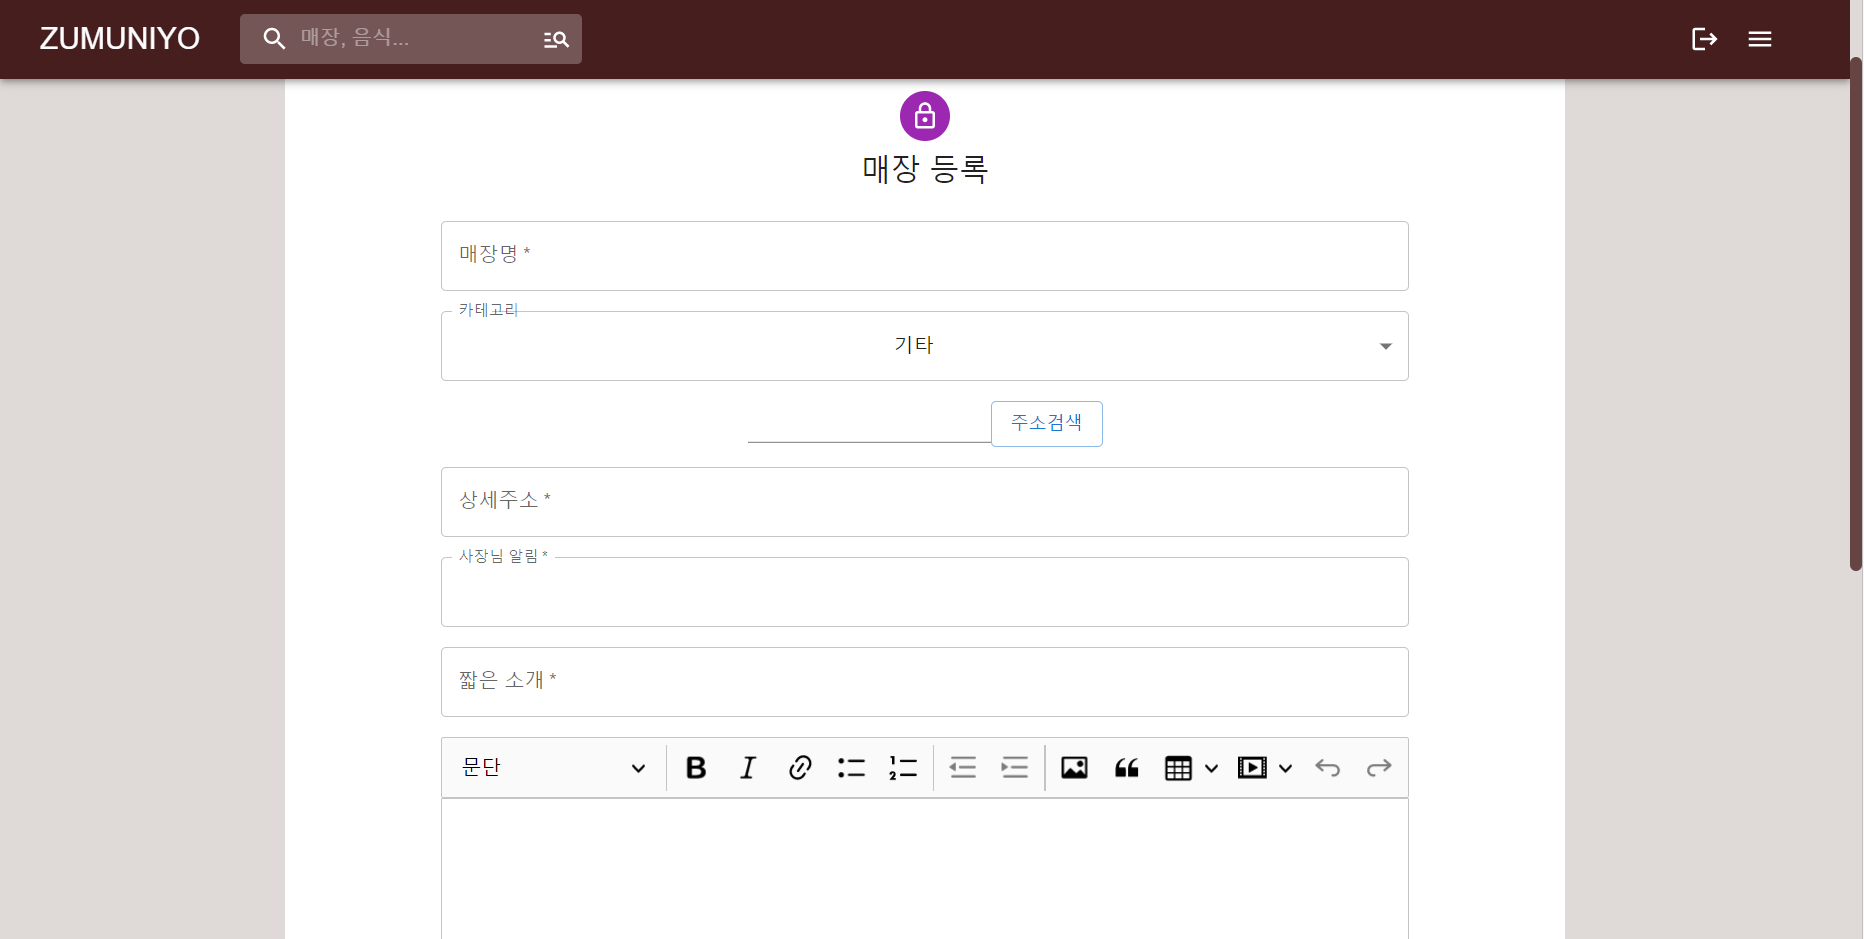 ZUMUNIYO
매장, 음식...
매장 등록
매장명 *
카테고리
기타
주소검색
상세주소 *
사장님 알림 *
짧은 소개 *
문단